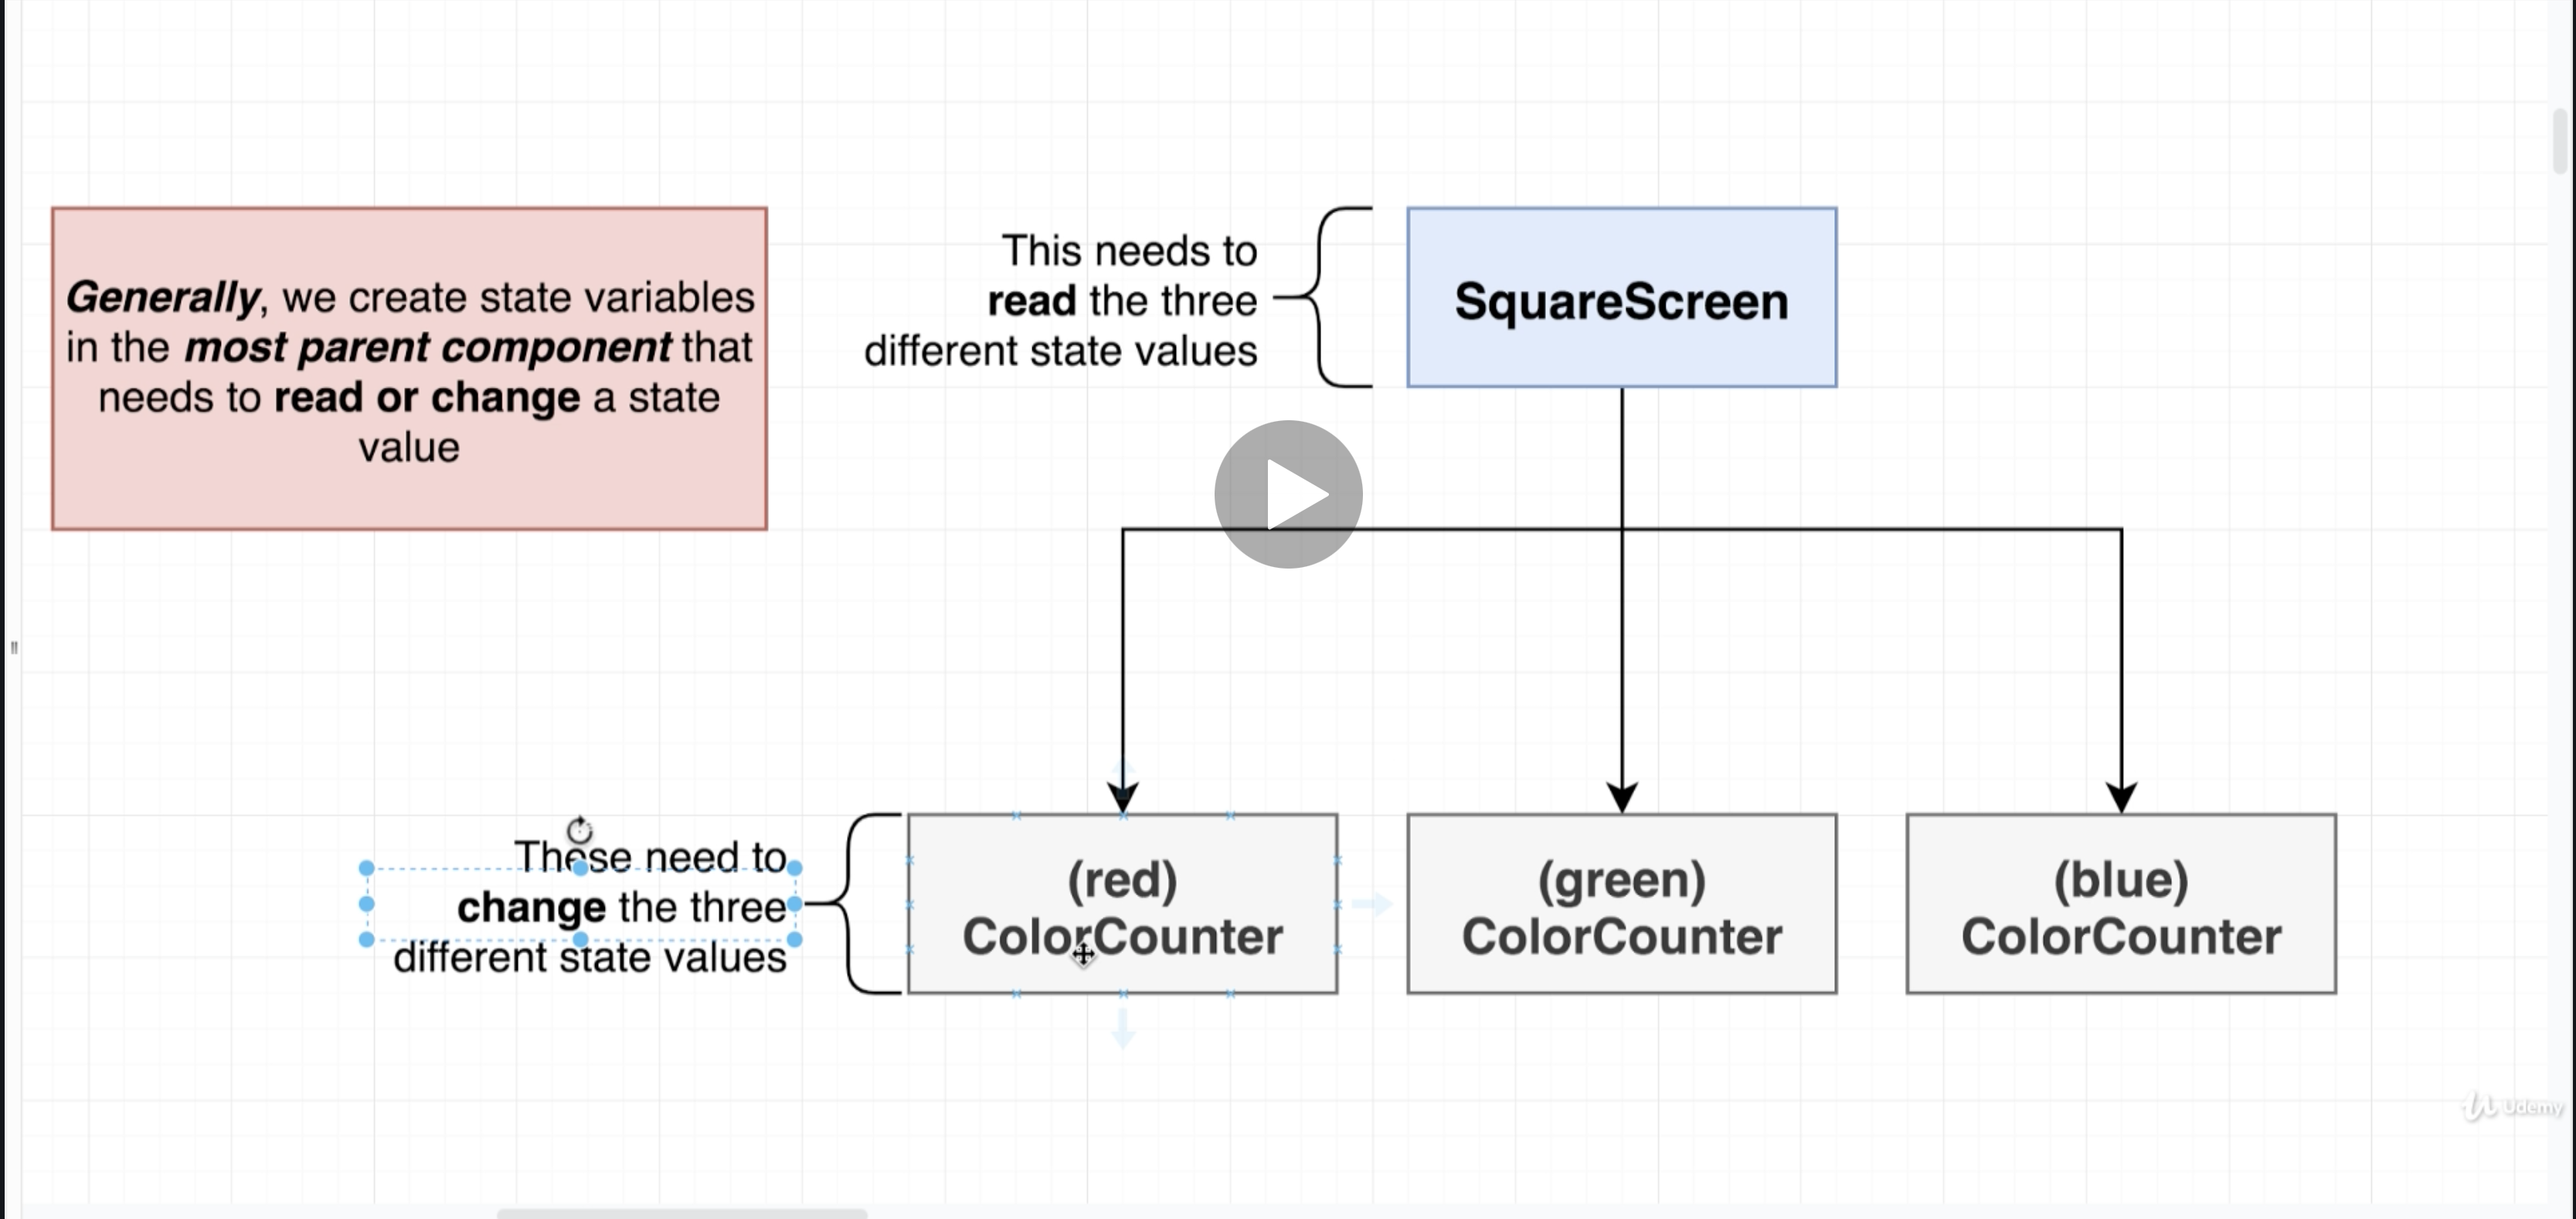 Generally, we create state variables
in the most parent component that
needs to read or change a state
value
This needs to
read the three
different state values
SquareScreen
These need to
change the three
different state values
(red)
ColorCounter
(green)
ColorCounter
(blue)
ColorCounter
Udemy